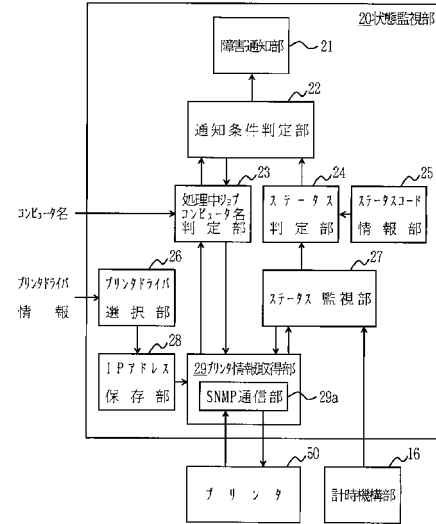 20状態監視部
障害通知部
21
22
通知条件判定部
23
処理中ジョブ
コンピュータ名
判定部
24
ステータス
判定部
25
ステータスコード
情報部
コンピュータ名
26
プリンタドライバ
選択部
プリンタドライバ
情報
27
ステータス監視部
28
IPアドレス
保存部
29プリンタ情報取得部
SNMP通信部
29a
50
プリンタ
16
計時機構部